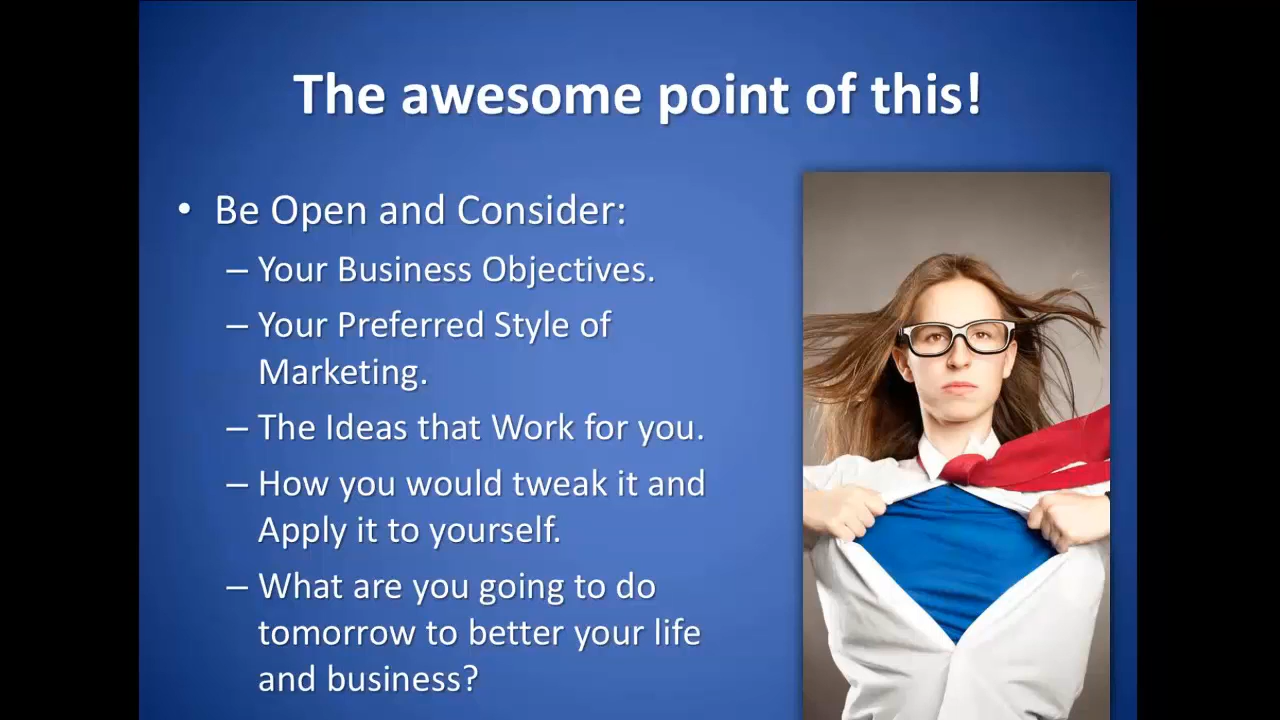 The awesome point of this!
• Be Open and Consider:
– Your Business Objectives.
– Your Preferred Style of
Marketing.
– The Ideas that Work for you.
– How you would tweak it and
Apply it to yourself.
– What are you going to do
tomorrow to better your life
and business?